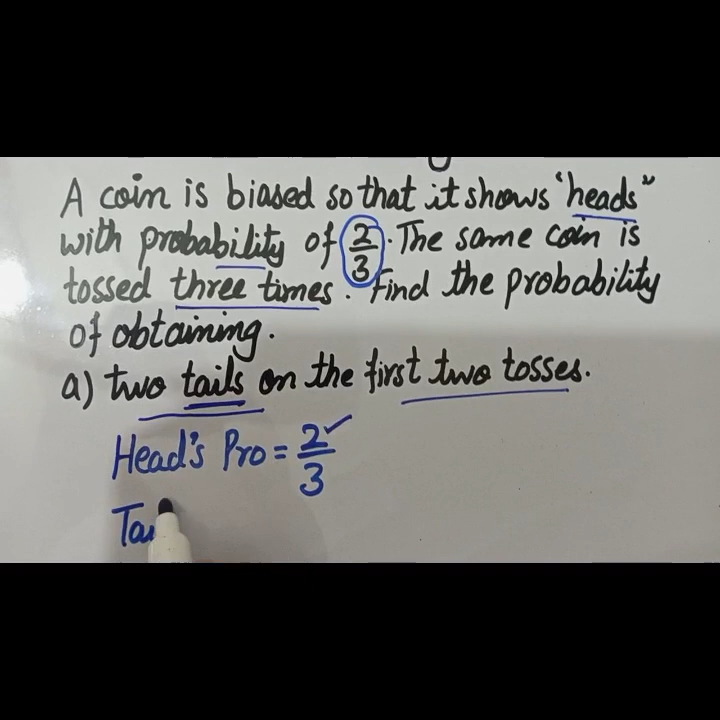 A coin is biased so that it shows "heads"
with probability of 2/3. The same coin is
tossed three times. Find the probability
of obtaining.
a) two tails on the first two tosses.
Head's Pro = 2/3
Ta